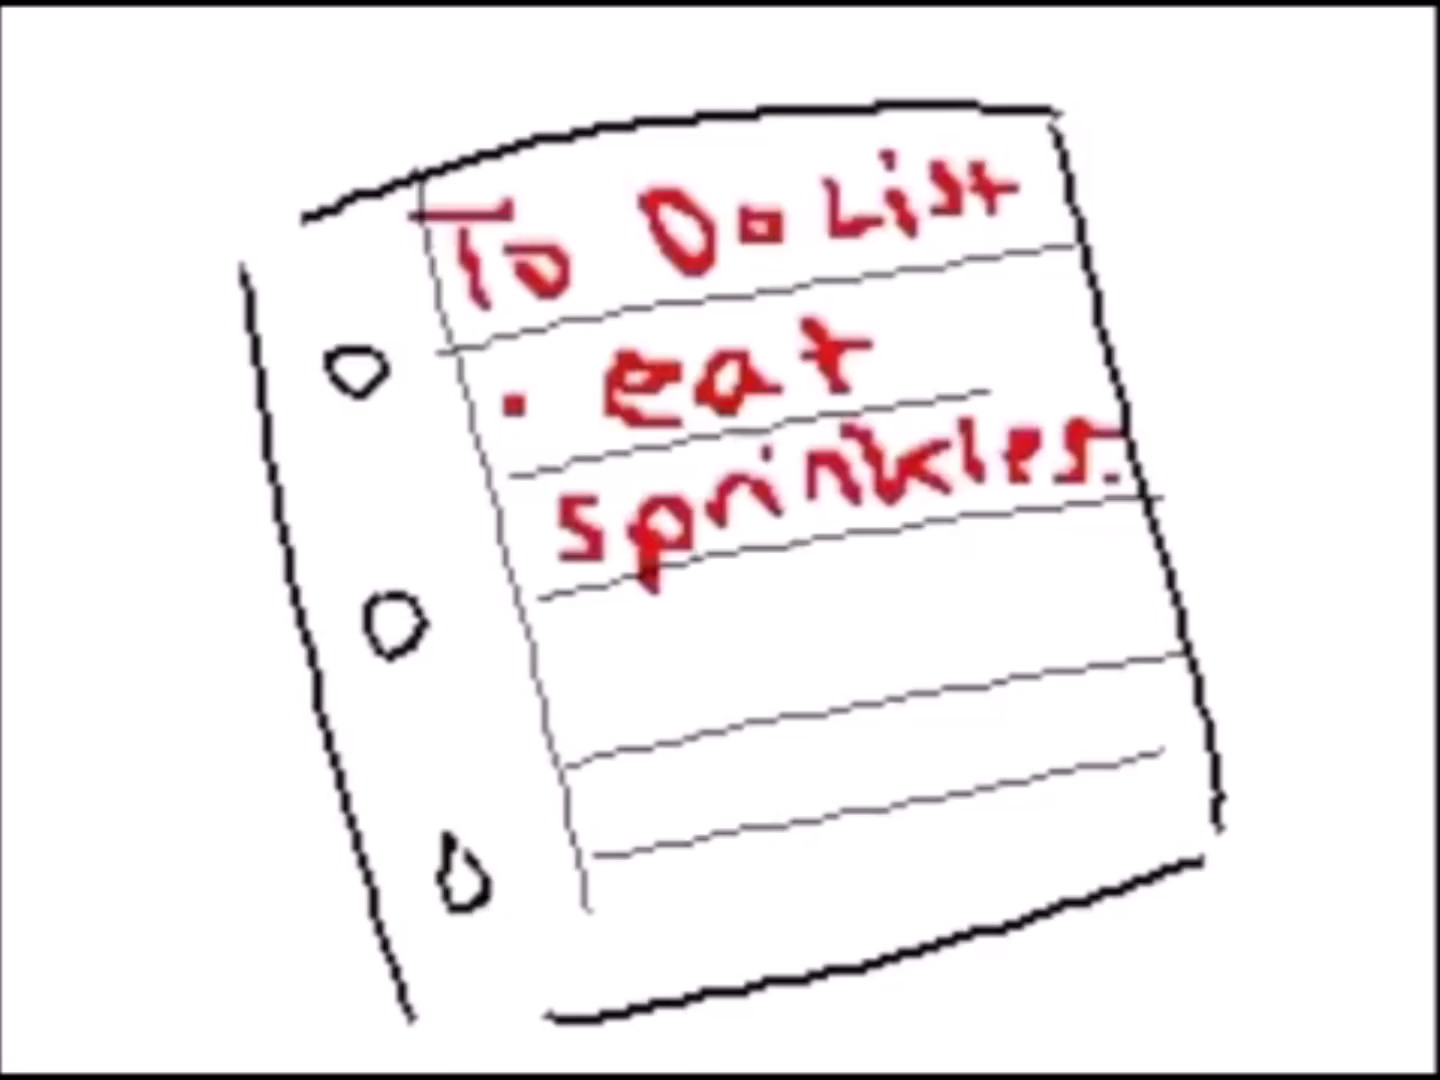 To Do List
• eat
sprinkles.